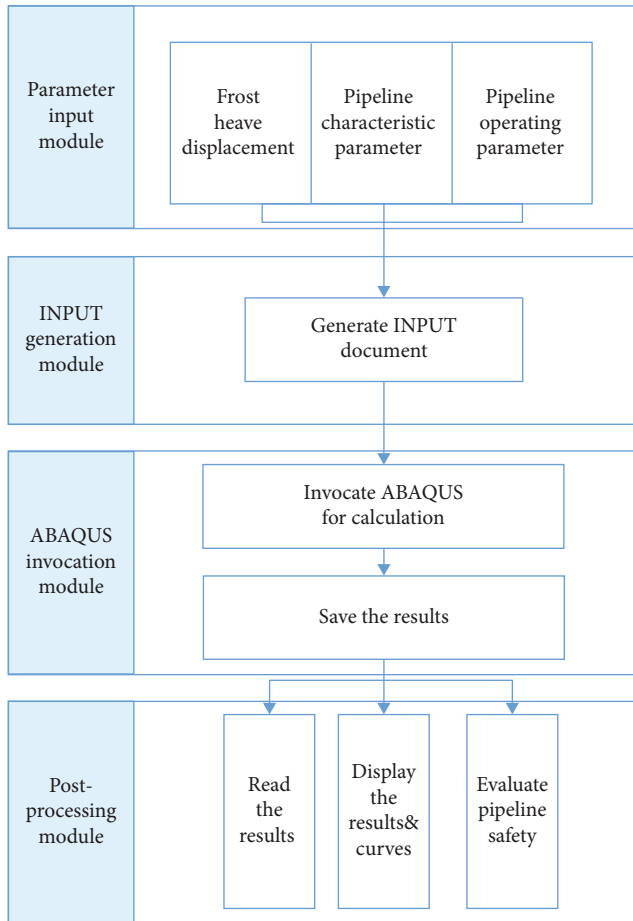 Parameter
input
module
Frost
heave
displacement
Pipeline
characteristic
parameter
Pipeline
operating
parameter
INPUT
generation
module
Generate INPUT
document
ABAQUS
invocation
module
Invocate ABAQUS
for calculation
Save the results
Post-
processing
module
Read
the
results
Display
the
results&
curves
Evaluate
pipeline
safety